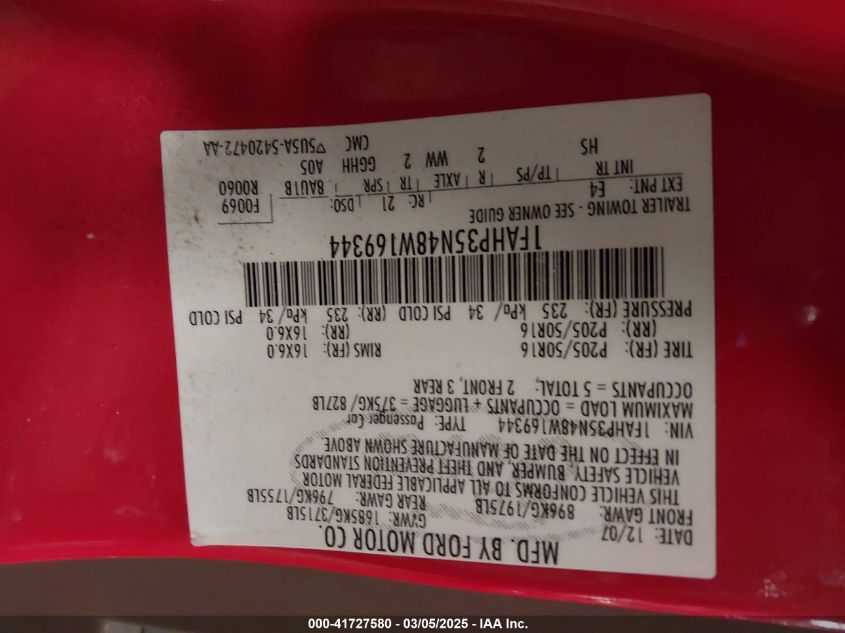 MFD. BY FORD MOTOR CO.
DATE: 12/07 GVWR: 1685KG/3715LB
FRONT GAWR: 896KG/1975LB REAR GAWR: 796KG/1755LB
THIS VEHICLE CONFORMS TO ALL APPLICABLE FEDERAL MOTOR
VEHICLE SAFETY, BUMPER, AND THEFT PREVENTION STANDARDS
IN EFFECT ON THE DATE OF MANUFACTURE SHOWN ABOVE
VIN: 1FAHP35N48W169344 TYPE: Passenger Car
MAXIMUM LOAD = OCCUPANTS + LUGGAGE = 375KG/ 827LB
OCCUPANTS = 5 TOTAL: 2 FRONT, 3 REAR
TIRE (FR): P205/50R16 RIMS (FR): 16X6.0
(RR): P205/50R16 (RR): 16X6.0
PRESSURE (FR) 235 kPa/ 34 PSI COLD (RR): 235 kPa/ 34 PSI COLD
1FAHP35N48W169344
TRAILER TOWING - SEE OWNER GUIDE
EXT PNT: E4 RC: 21 DSO: F0069
INT TR TP/PS R AXLE TR SPR 8AU1B R0060
HS 2 WW 2 GGHH A05
CMC ▽5U5A-5420472-AA
000-41727580 — 03/05/2025 — IAA Inc.